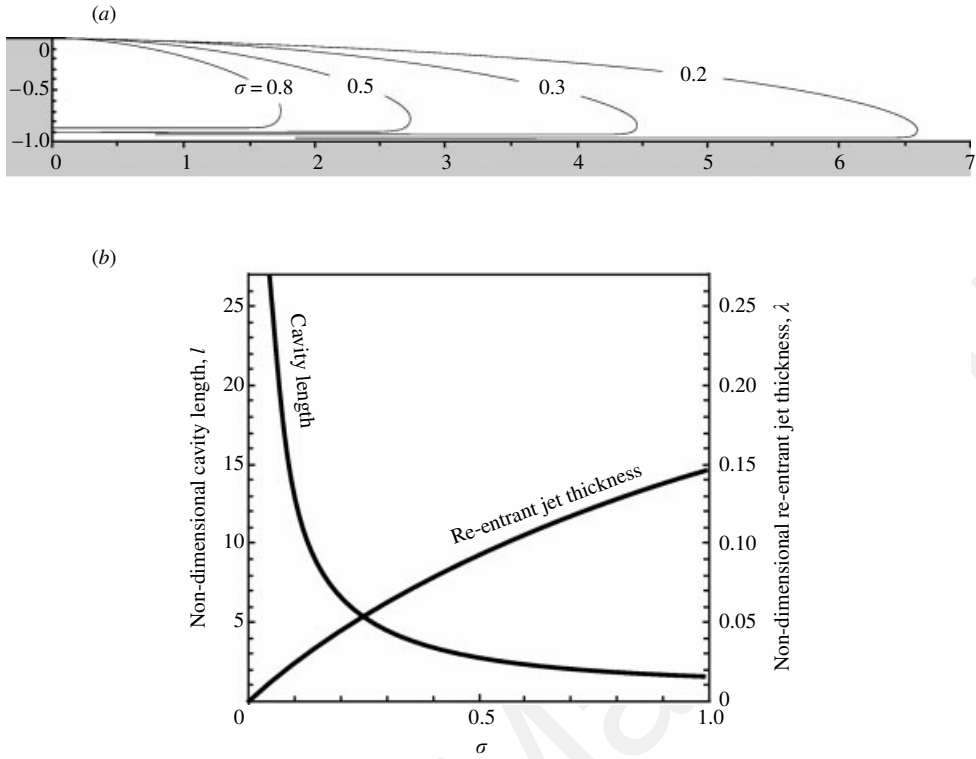 (a)
0
−0.5
−1.0
σ = 0.8
0.5
0.3
0.2
0 1 2 3 4 5 6 7
(b)
Non-dimensional cavity length, l
25
20
15
10
5
0
Cavity length
Re-entrant jet thickness
0.27
0.25
0.20
0.15
0.10
0.05
0
Non-dimensional re-entrant jet thickness, λ
0.5 1.0
σ